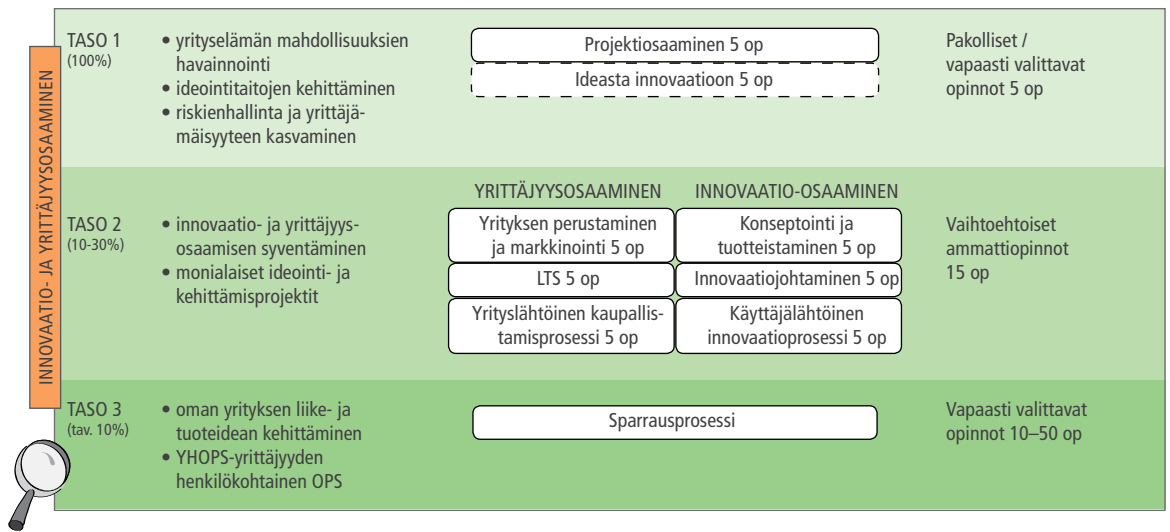 INNOVAATIO- JA YRITTÄJYYSOSAAMINEN
TASO 1
(100%)
• yrityselämän mahdollisuuksien
havainnointi
• ideointitaitojen kehittäminen
• riskienhallinta ja yrittäjä-
mäisyyteen kasvaminen
Projektiosaaminen 5 op
Ideasta innovaatioon 5 op
Pakolliset /
vapaasti valittavat
opinnot 5 op
TASO 2
(10-30%)
• innovaatio- ja yrittäjyys-
osaamisen syventäminen
• monialaiset ideointi- ja
kehittämisprojektit
YRITTÄJYYSOSAAMINEN
Yrityksen perustaminen
ja markkinointi 5 op
LTS 5 op
Yrityslähtöinen kaupallis-
tamisprosessi 5 op
INNOVAATIO-OSAAMINEN
Konseptointi ja
tuotteistaminen 5 op
Innovaatiojohtaminen 5 op
Käyttäjälähtöinen
innovaatioprosessi 5 op
Vaihtoehtoiset
ammattiopinnot
15 op
TASO 3
(tav. 10%)
• oman yrityksen liike- ja
tuoteidean kehittäminen
• YHOPS-yrittäjyyden
henkilökohtainen OPS
Sparrausprosessi
Vapaasti valittavat
opinnot 10–50 op